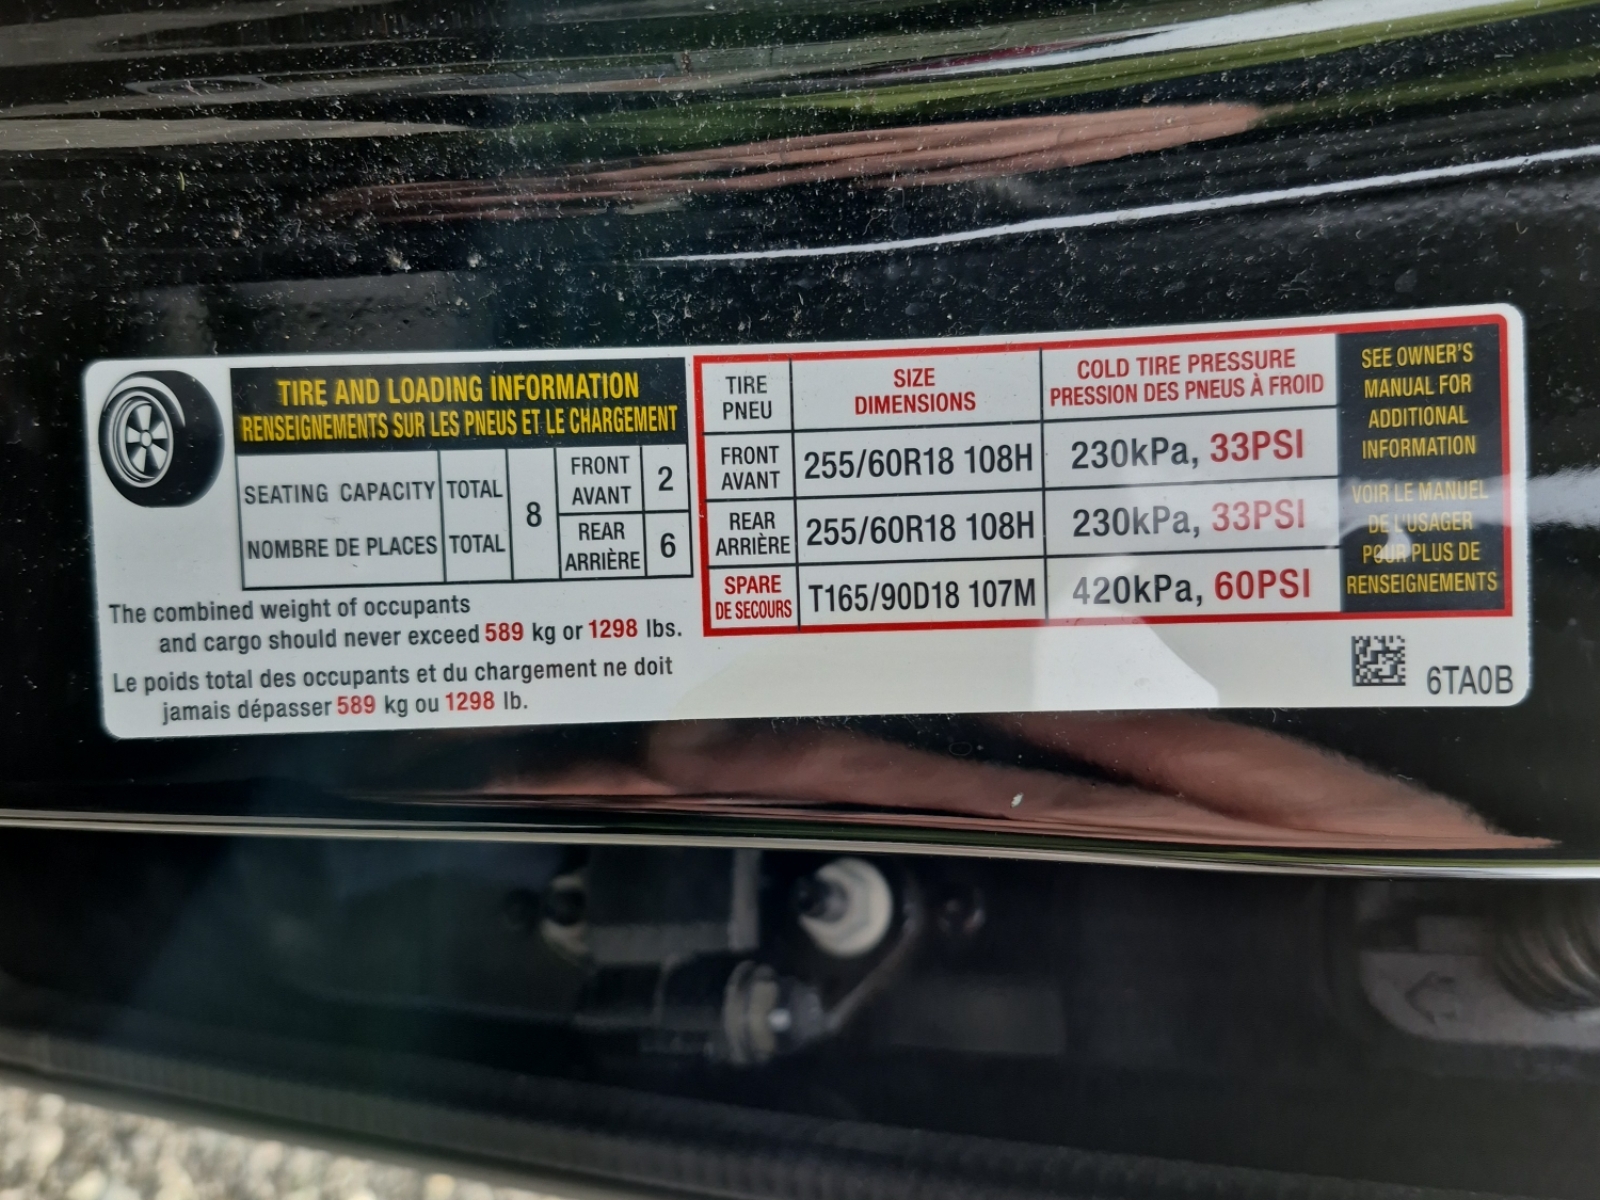 TIRE AND LOADING INFORMATION
RENSEIGNEMENTS SUR LES PNEUS ET LE CHARGEMENT
SEATING CAPACITY TOTAL
NOMBRE DE PLACES TOTAL
8
FRONT
AVANT
2
REAR
ARRIÈRE
6
The combined weight of occupants
and cargo should never exceed 589 kg or 1298 lbs.
Le poids total des occupants et du chargement ne doit
jamais dépasser 589 kg ou 1298 lb.
TIRE
PNEU
SIZE
DIMENSIONS
COLD TIRE PRESSURE
PRESSION DES PNEUS À FROID
FRONT
AVANT
255/60R18 108H
230kPa, 33PSI
REAR
ARRIÈRE
255/60R18 108H
230kPa, 33PSI
SPARE
DE SECOURS
T165/90D18 107M
420kPa, 60PSI
SEE OWNER'S
MANUAL FOR
ADDITIONAL
INFORMATION
VOIR LE MANUEL
DE L'USAGER
POUR PLUS DE
RENSEIGNEMENTS
6TA0B